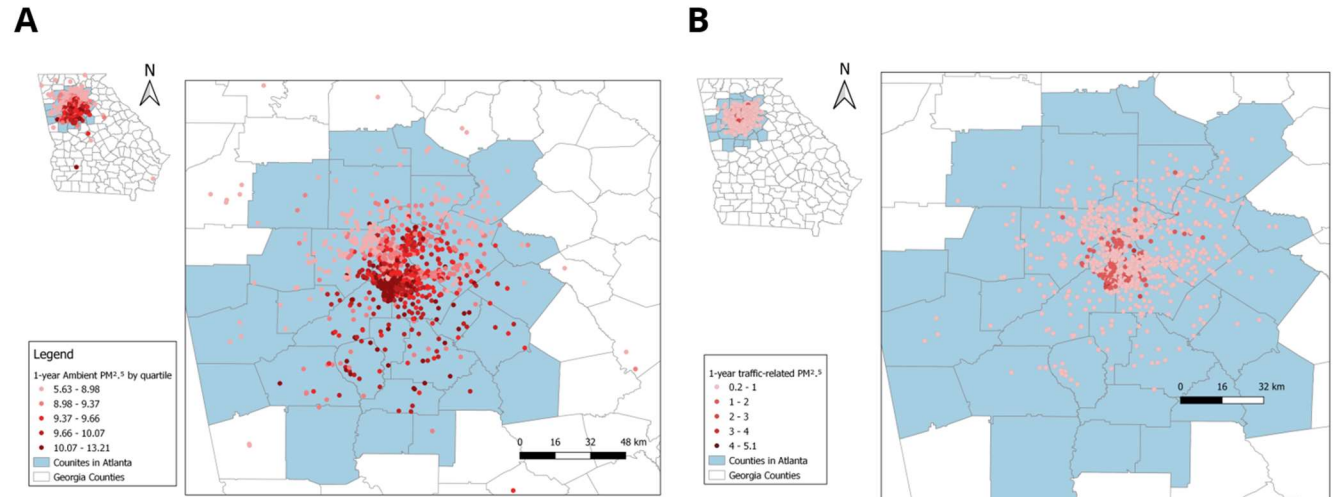 A
N
Legend
1-year Ambient PM².⁵ by quartile
5.63 - 8.98
8.98 - 9.37
9.37 - 9.66
9.66 - 10.07
10.07 - 13.21
Counites in Atlanta
Georgia Counties
0 16 32 48 km
B
N
1-year traffic-related PM².⁵
0.2 - 1
1 - 2
2 - 3
3 - 4
4 - 5.1
Counties in Atlanta
Georgia Counties
0 16 32 km